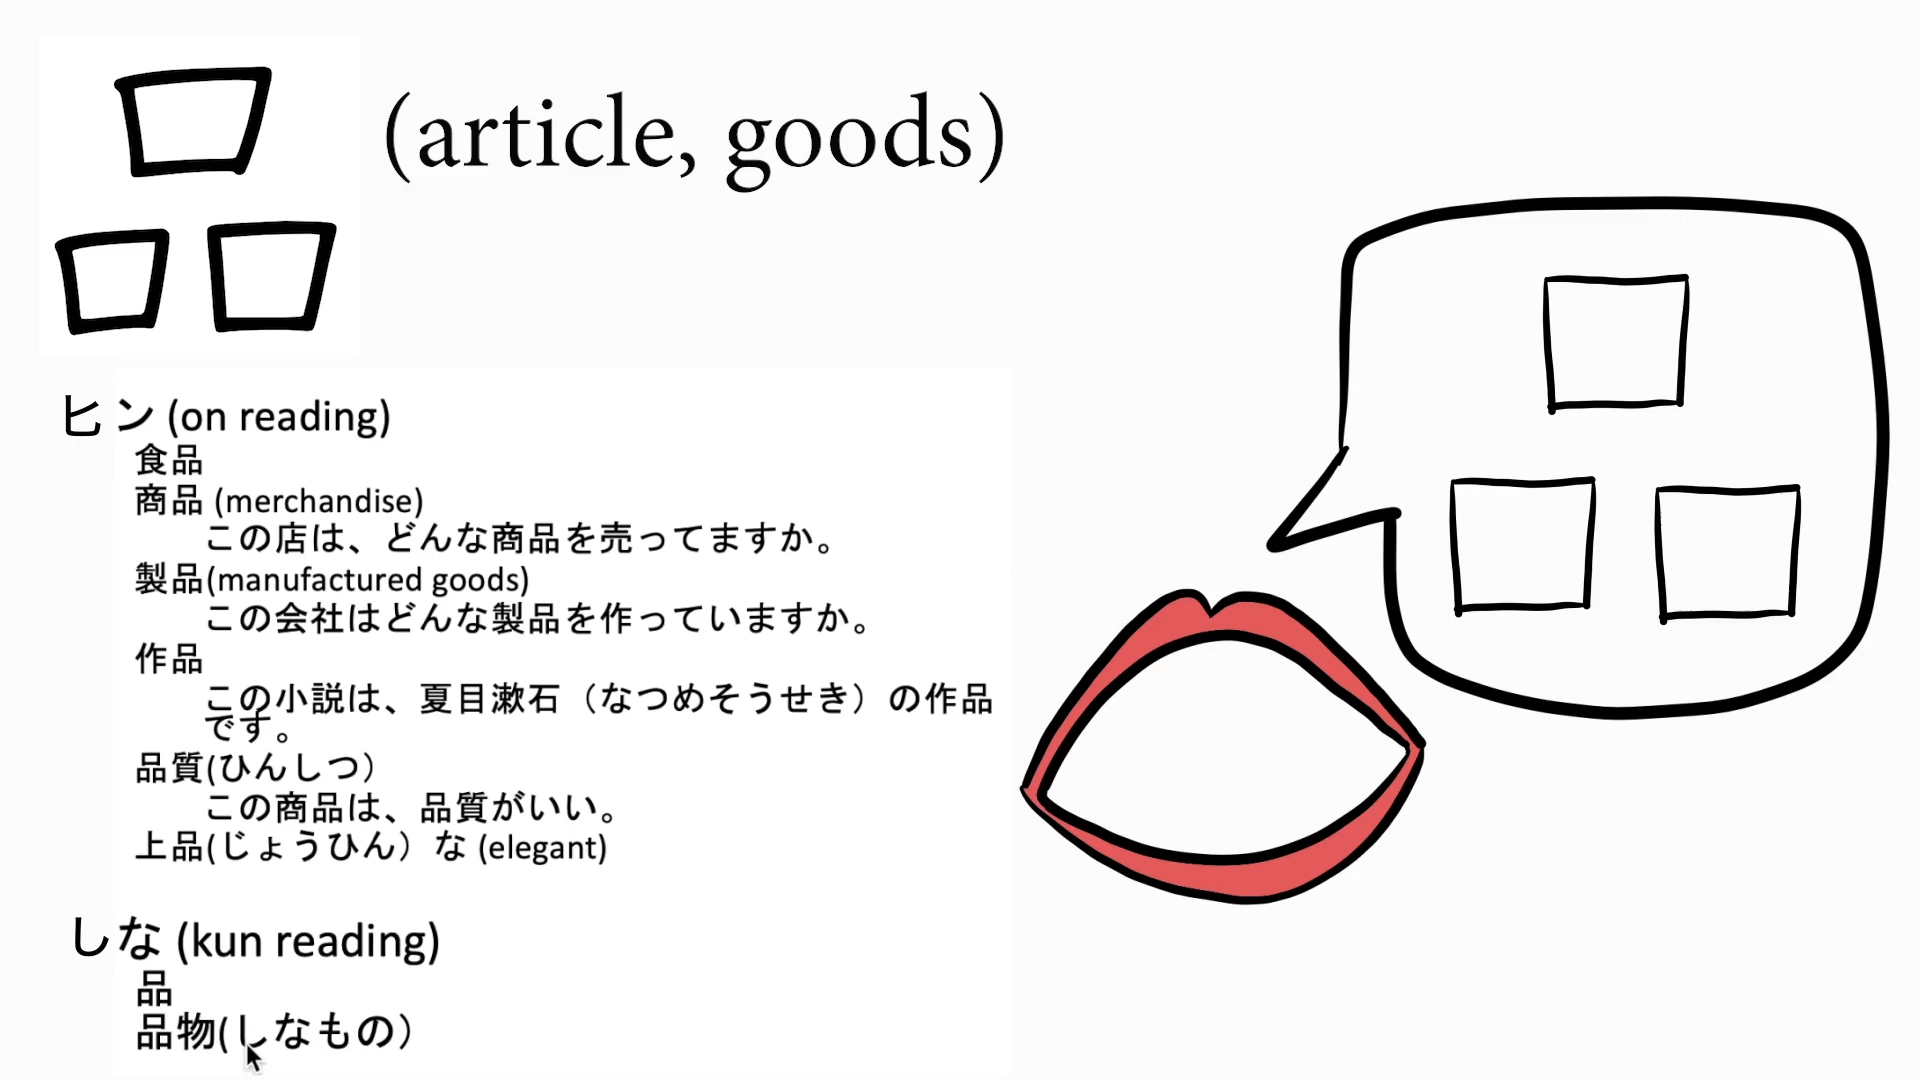 品
(article, goods)
ヒン (on reading)
食品
商品 (merchandise)
この店は、どんな商品を売ってますか。
製品(manufactured goods)
この会社はどんな製品を作っていますか。
作品
この小説は、夏目漱石（なつめそうせき）の作品
です。
品質(ひんしつ）
この商品は、品質がいい。
上品(じょうひん）な (elegant)
しな (kun reading)
品
品物(しなもの）